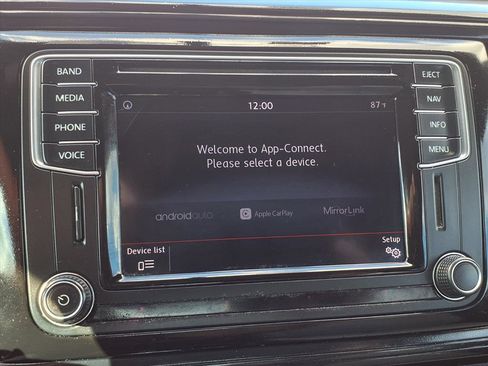 BAND
MEDIA
PHONE
VOICE
EJECT
NAV
INFO
MENU
12:00
87°F
Welcome to App-Connect.
Please select a device.
androidauto
Apple CarPlay
MirrorLink
Device list
Setup